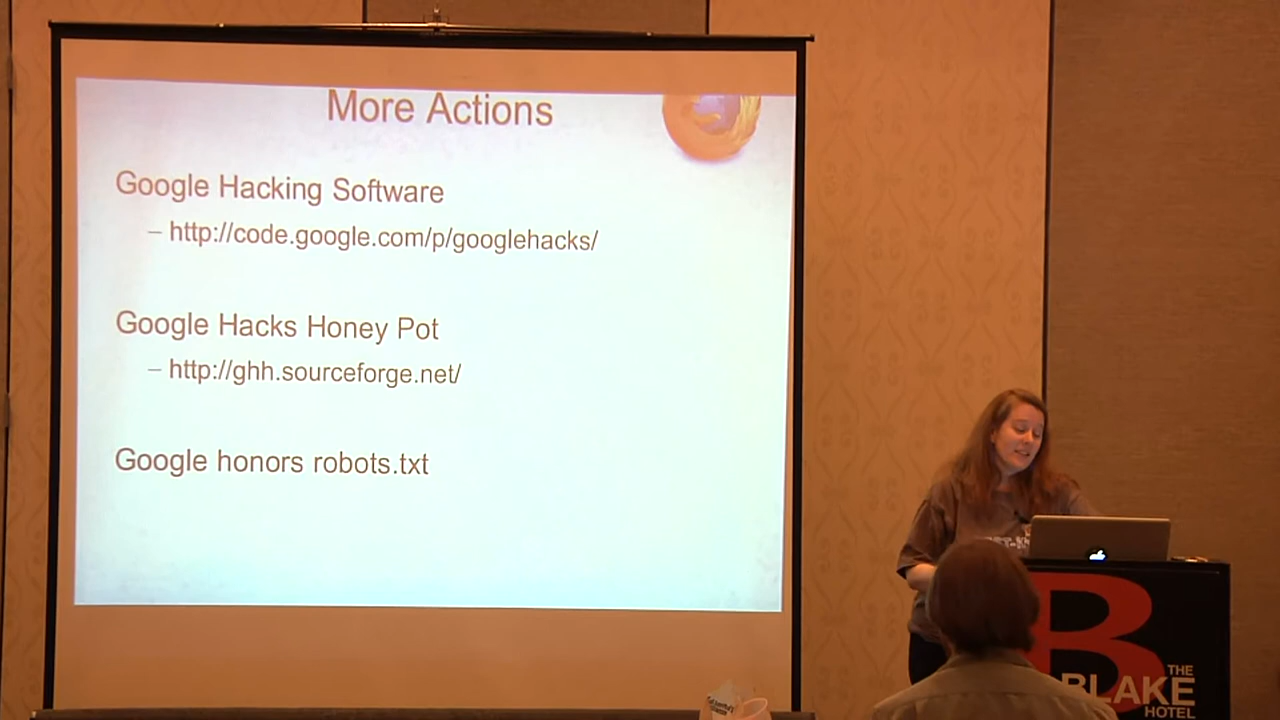 More Actions
Google Hacking Software
– http://code.google.com/p/googlehacks/
Google Hacks Honey Pot
– http://ghh.sourceforge.net/
Google honors robots.txt
B
THE
BLAKE
HOTEL